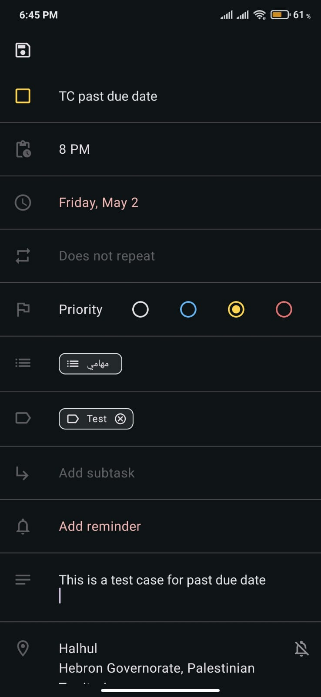 6:45 PM
61 %
TC past due date
8 PM
Friday, May 2
Does not repeat
Priority
مهامي
Test
Add subtask
Add reminder
This is a test case for past due date
Halhul
Hebron Governorate, Palestinian